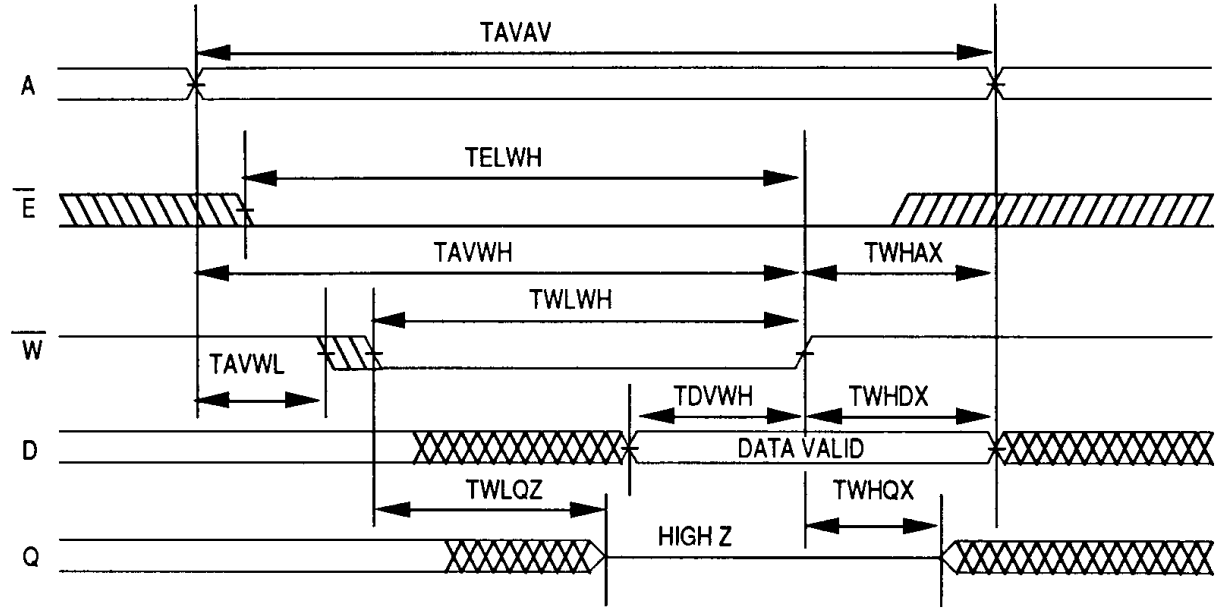 TAVAV
A
TELWH
E
TAVWH
TWHAX
TWLWH
W
TAVWL
TDVWH
TWHDX
D
DATA VALID
TWLQZ
TWHQX
HIGH Z
Q